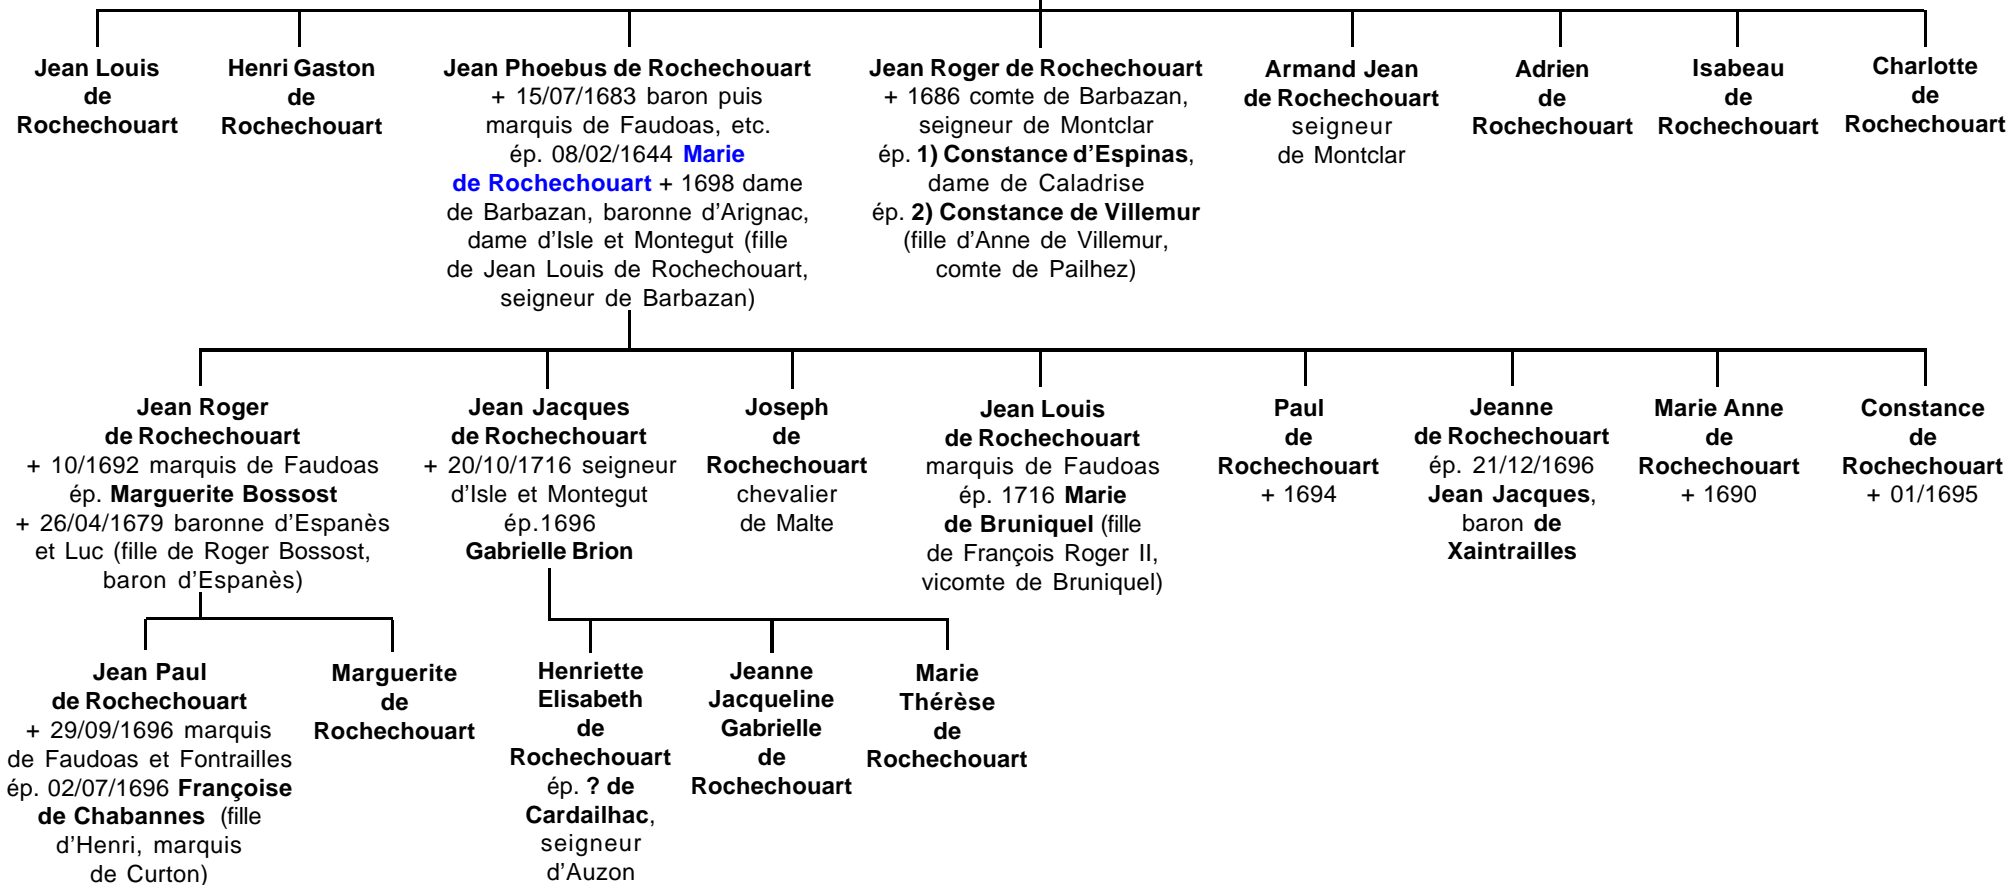 Jean Louis
de
Rochechouart
Henri Gaston
de
Rochechouart
Jean Phoebus de Rochechouart
+ 15/07/1683 baron puis
marquis de Faudoas, etc.
ép. 08/02/1644 Marie
de Rochechouart + 1698 dame
de Barbazan, baronne d'Arignac,
dame d'Isle et Montegut (fille
de Jean Louis de Rochechouart,
seigneur de Barbazan)
Jean Roger de Rochechouart
+ 1686 comte de Barbazan,
seigneur de Montclar
ép. 1) Constance d'Espinas,
dame de Caladrise
ép. 2) Constance de Villemur
(fille d'Anne de Villemur,
comte de Pailhez)
Armand Jean
de Rochechouart
seigneur
de Montclar
Adrien
de
Rochechouart
Isabeau
de
Rochechouart
Charlotte
de
Rochechouart
Jean Roger
de Rochechouart
+ 10/1692 marquis de Faudoas
ép. Marguerite Bossost
+ 26/04/1679 baronne d'Espanès
et Luc (fille de Roger Bossost,
baron d'Espanès)
Jean Jacques
de Rochechouart
+ 20/10/1716 seigneur
d'Isle et Montegut
ép.1696
Gabrielle Brion
Joseph
de
Rochechouart
chevalier
de Malte
Jean Louis
de Rochechouart
marquis de Faudoas
ép. 1716 Marie
de Bruniquel (fille
de François Roger II,
vicomte de Bruniquel)
Paul
de
Rochechouart
+ 1694
Jeanne
de Rochechouart
ép. 21/12/1696
Jean Jacques,
baron de
Xaintrailles
Marie Anne
de
Rochechouart
+ 1690
Constance
de
Rochechouart
+ 01/1695
Jean Paul
de Rochechouart
+ 29/09/1696 marquis
de Faudoas et Fontrailles
ép. 02/07/1696 Françoise
de Chabannes (fille
d'Henri, marquis
de Curton)
Marguerite
de
Rochechouart
Henriette
Elisabeth
de
Rochechouart
ép. ? de
Cardailhac,
seigneur
d'Auzon
Jeanne
Jacqueline
Gabrielle
de
Rochechouart
Marie
Thérèse
de
Rochechouart